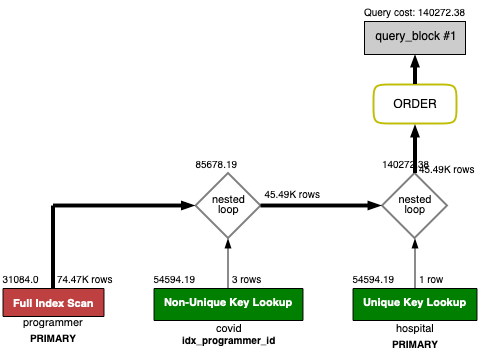 Query cost: 140272.38
query_block #1
ORDER
85678.19
140272.38
45.49K rows
nested
loop
45.49K rows
nested
loop
31084.0
74.47K rows
54594.19
3 rows
54594.19
1 row
Full Index Scan
Non-Unique Key Lookup
Unique Key Lookup
programmer
covid
hospital
PRIMARY
idx_programmer_id
PRIMARY